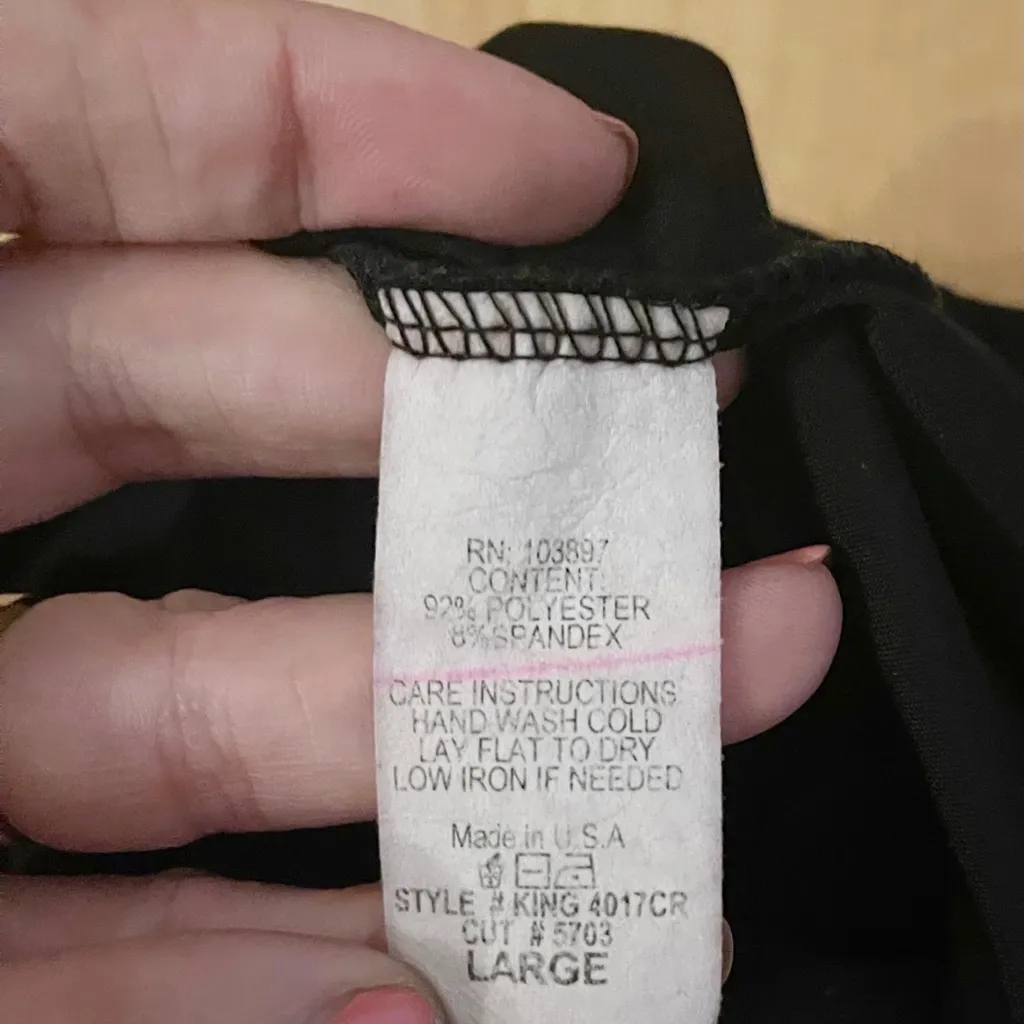 RN: 103897
CONTENT:
92% POLYESTER
8% SPANDEX
CARE INSTRUCTIONS
HAND WASH COLD
LAY FLAT TO DRY
LOW IRON IF NEEDED
Made in U.S.A
STYLE # KING 4017CR
CUT # 5703
LARGE